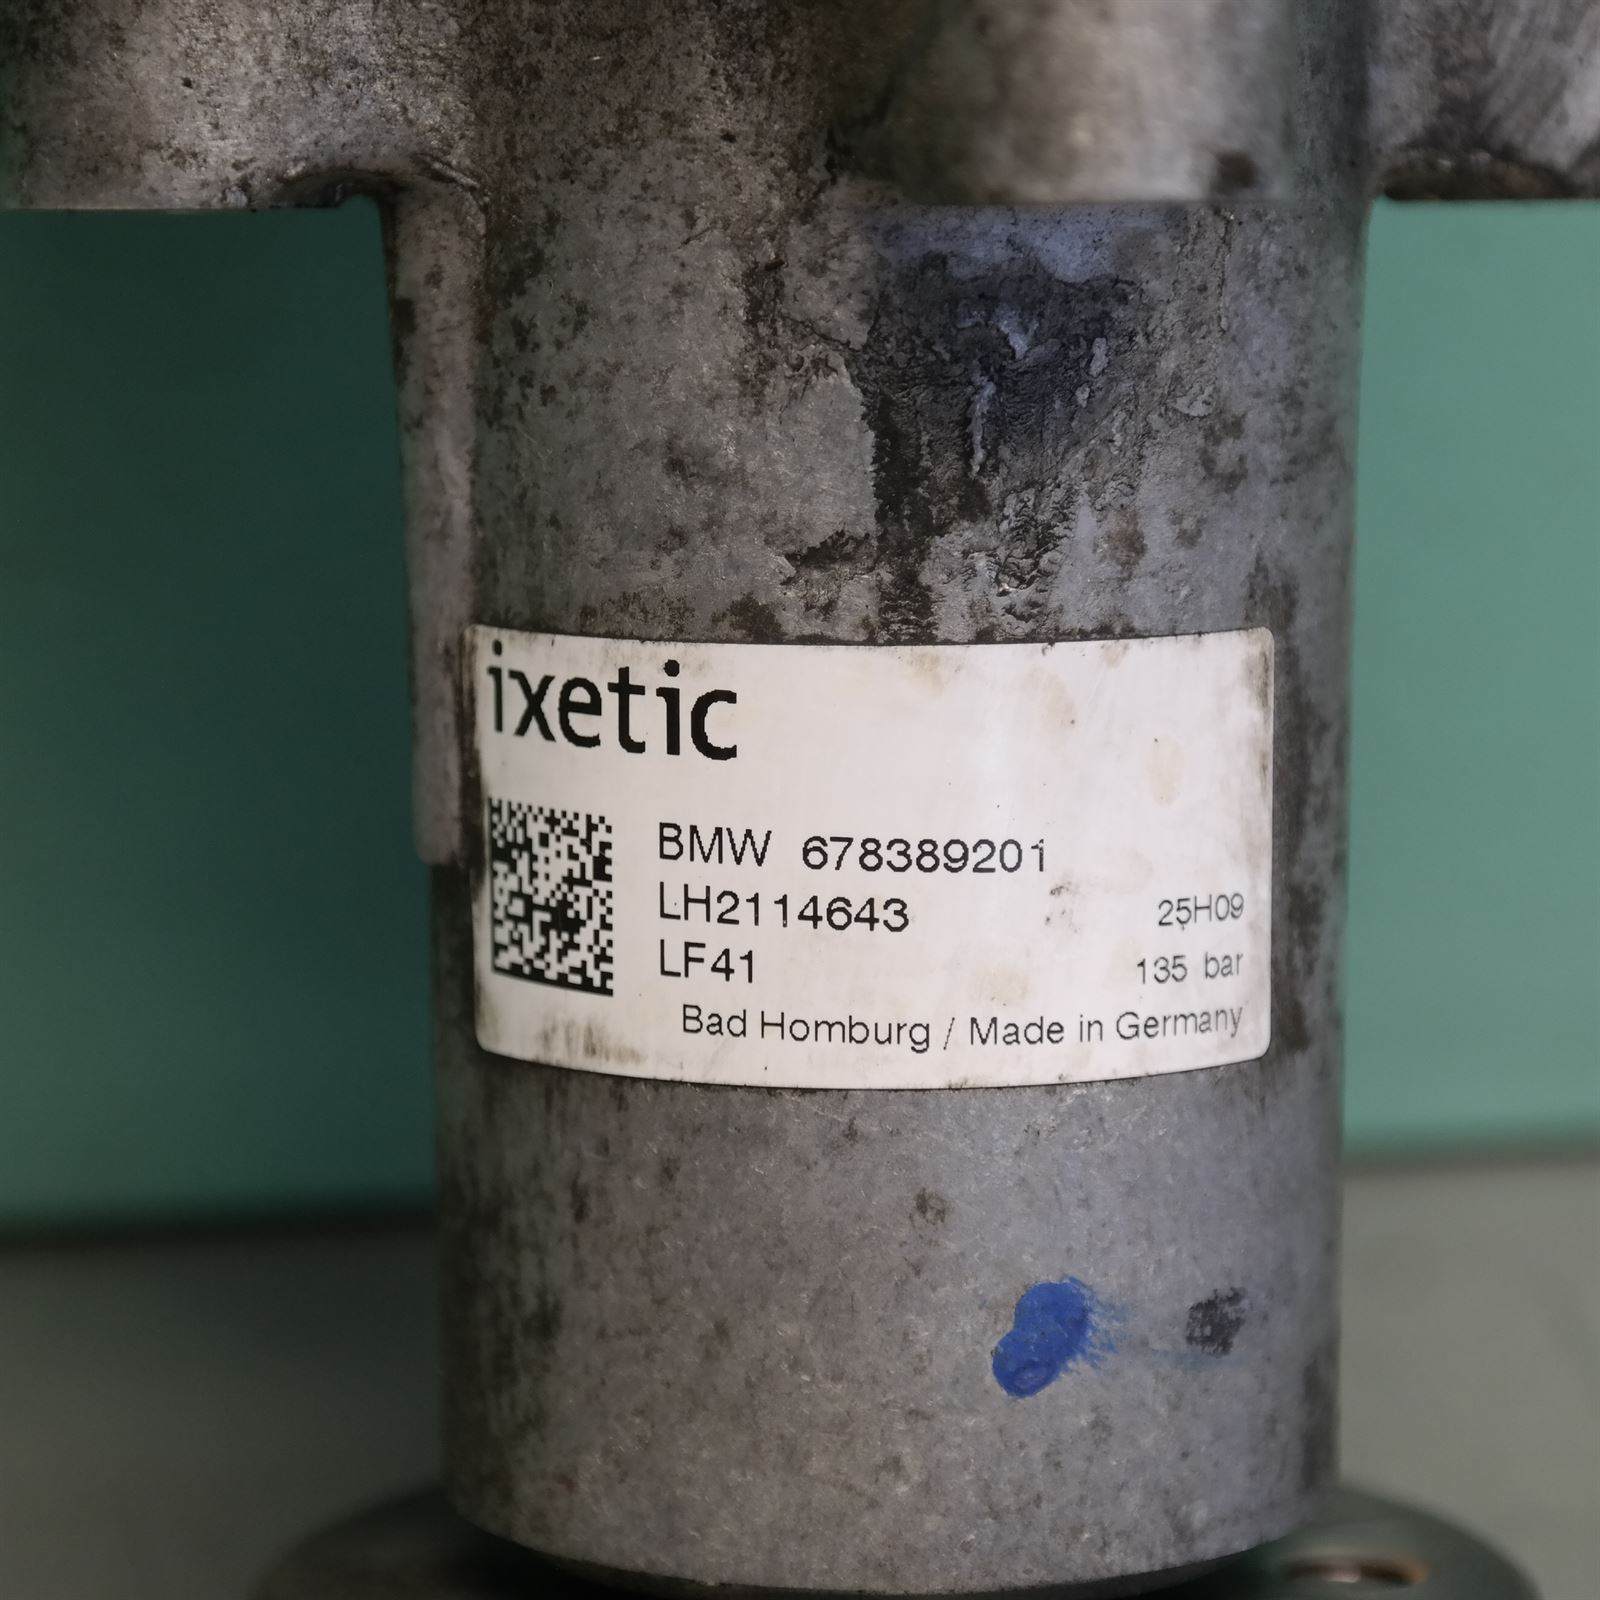 ixetic
BMW 678389201
LH2114643 25H09
LF41 135 bar
Bad Homburg / Made in Germany